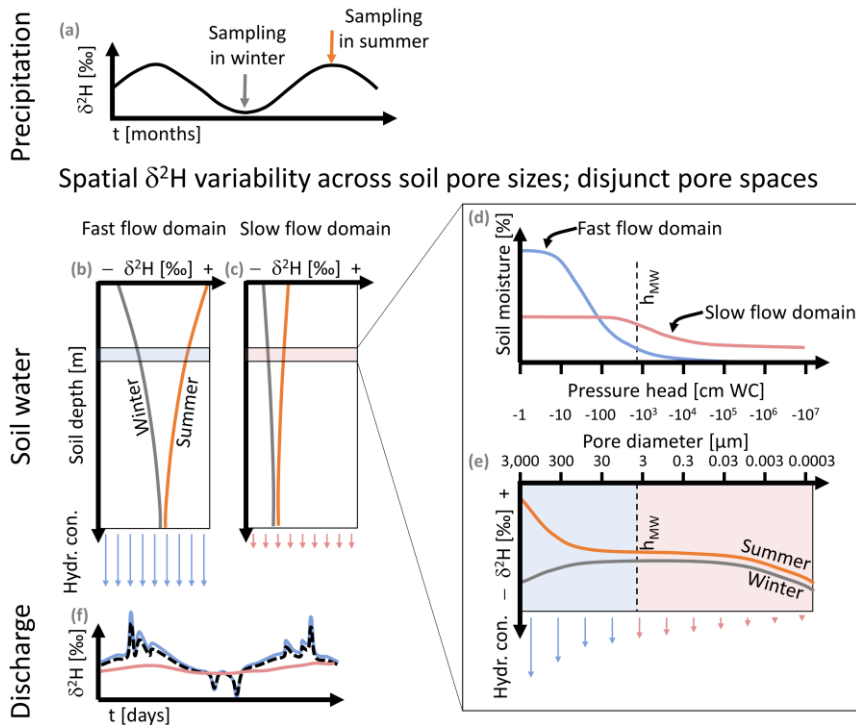 Precipitation
(a)
δ²H [‰]
Sampling
in winter
Sampling
in summer
t [months]
Spatial δ²H variability across soil pore sizes; disjunct pore spaces
Soil water
Fast flow domain
(b)
− δ²H [‰] +
Soil depth [m]
Winter
Summer
Hydr. con.
Slow flow domain
(c)
− δ²H [‰] +
(d)
Soil moisture [%]
Fast flow domain
hMW
Slow flow domain
Pressure head [cm WC]
-1 -10 -100 -10³ -10⁴ -10⁵ -10⁶ -10⁷
Pore diameter [µm]
3,000 300 30 3 0.3 0.03 0.003 0.0003
(e)
− δ²H [‰] +
hMW
Summer
Winter
Hydr. con.
Discharge
(f)
δ²H [‰]
t [days]